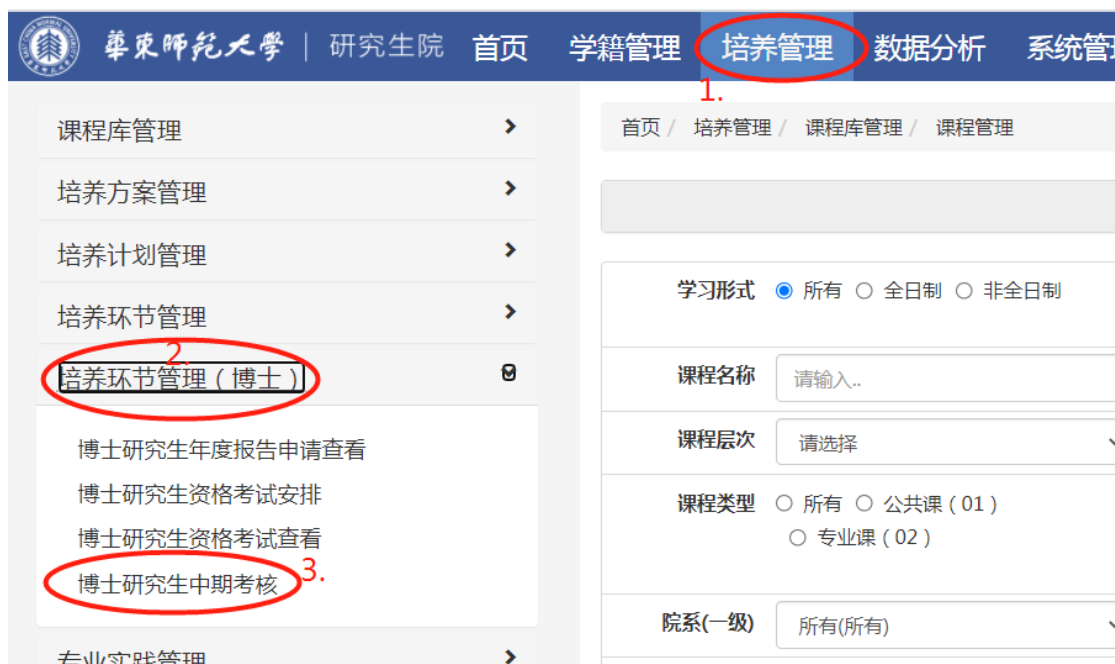 華東師範大學 | 研究生院 首页 学籍管理 培养管理 数据分析 系统管理
1.
课程库管理
培养方案管理
培养计划管理
培养环节管理
2.
培养环节管理（博士）
博士研究生年度报告申请查看
博士研究生资格考试安排
博士研究生资格考试查看
博士研究生中期考核
3.
专业实践管理
首页 / 培养管理 / 课程库管理 / 课程管理
学习形式 所有 全日制 非全日制
课程名称 请输入..
课程层次 请选择
课程类型 所有 公共课（01）
专业课（02）
院系(一级) 所有(所有)